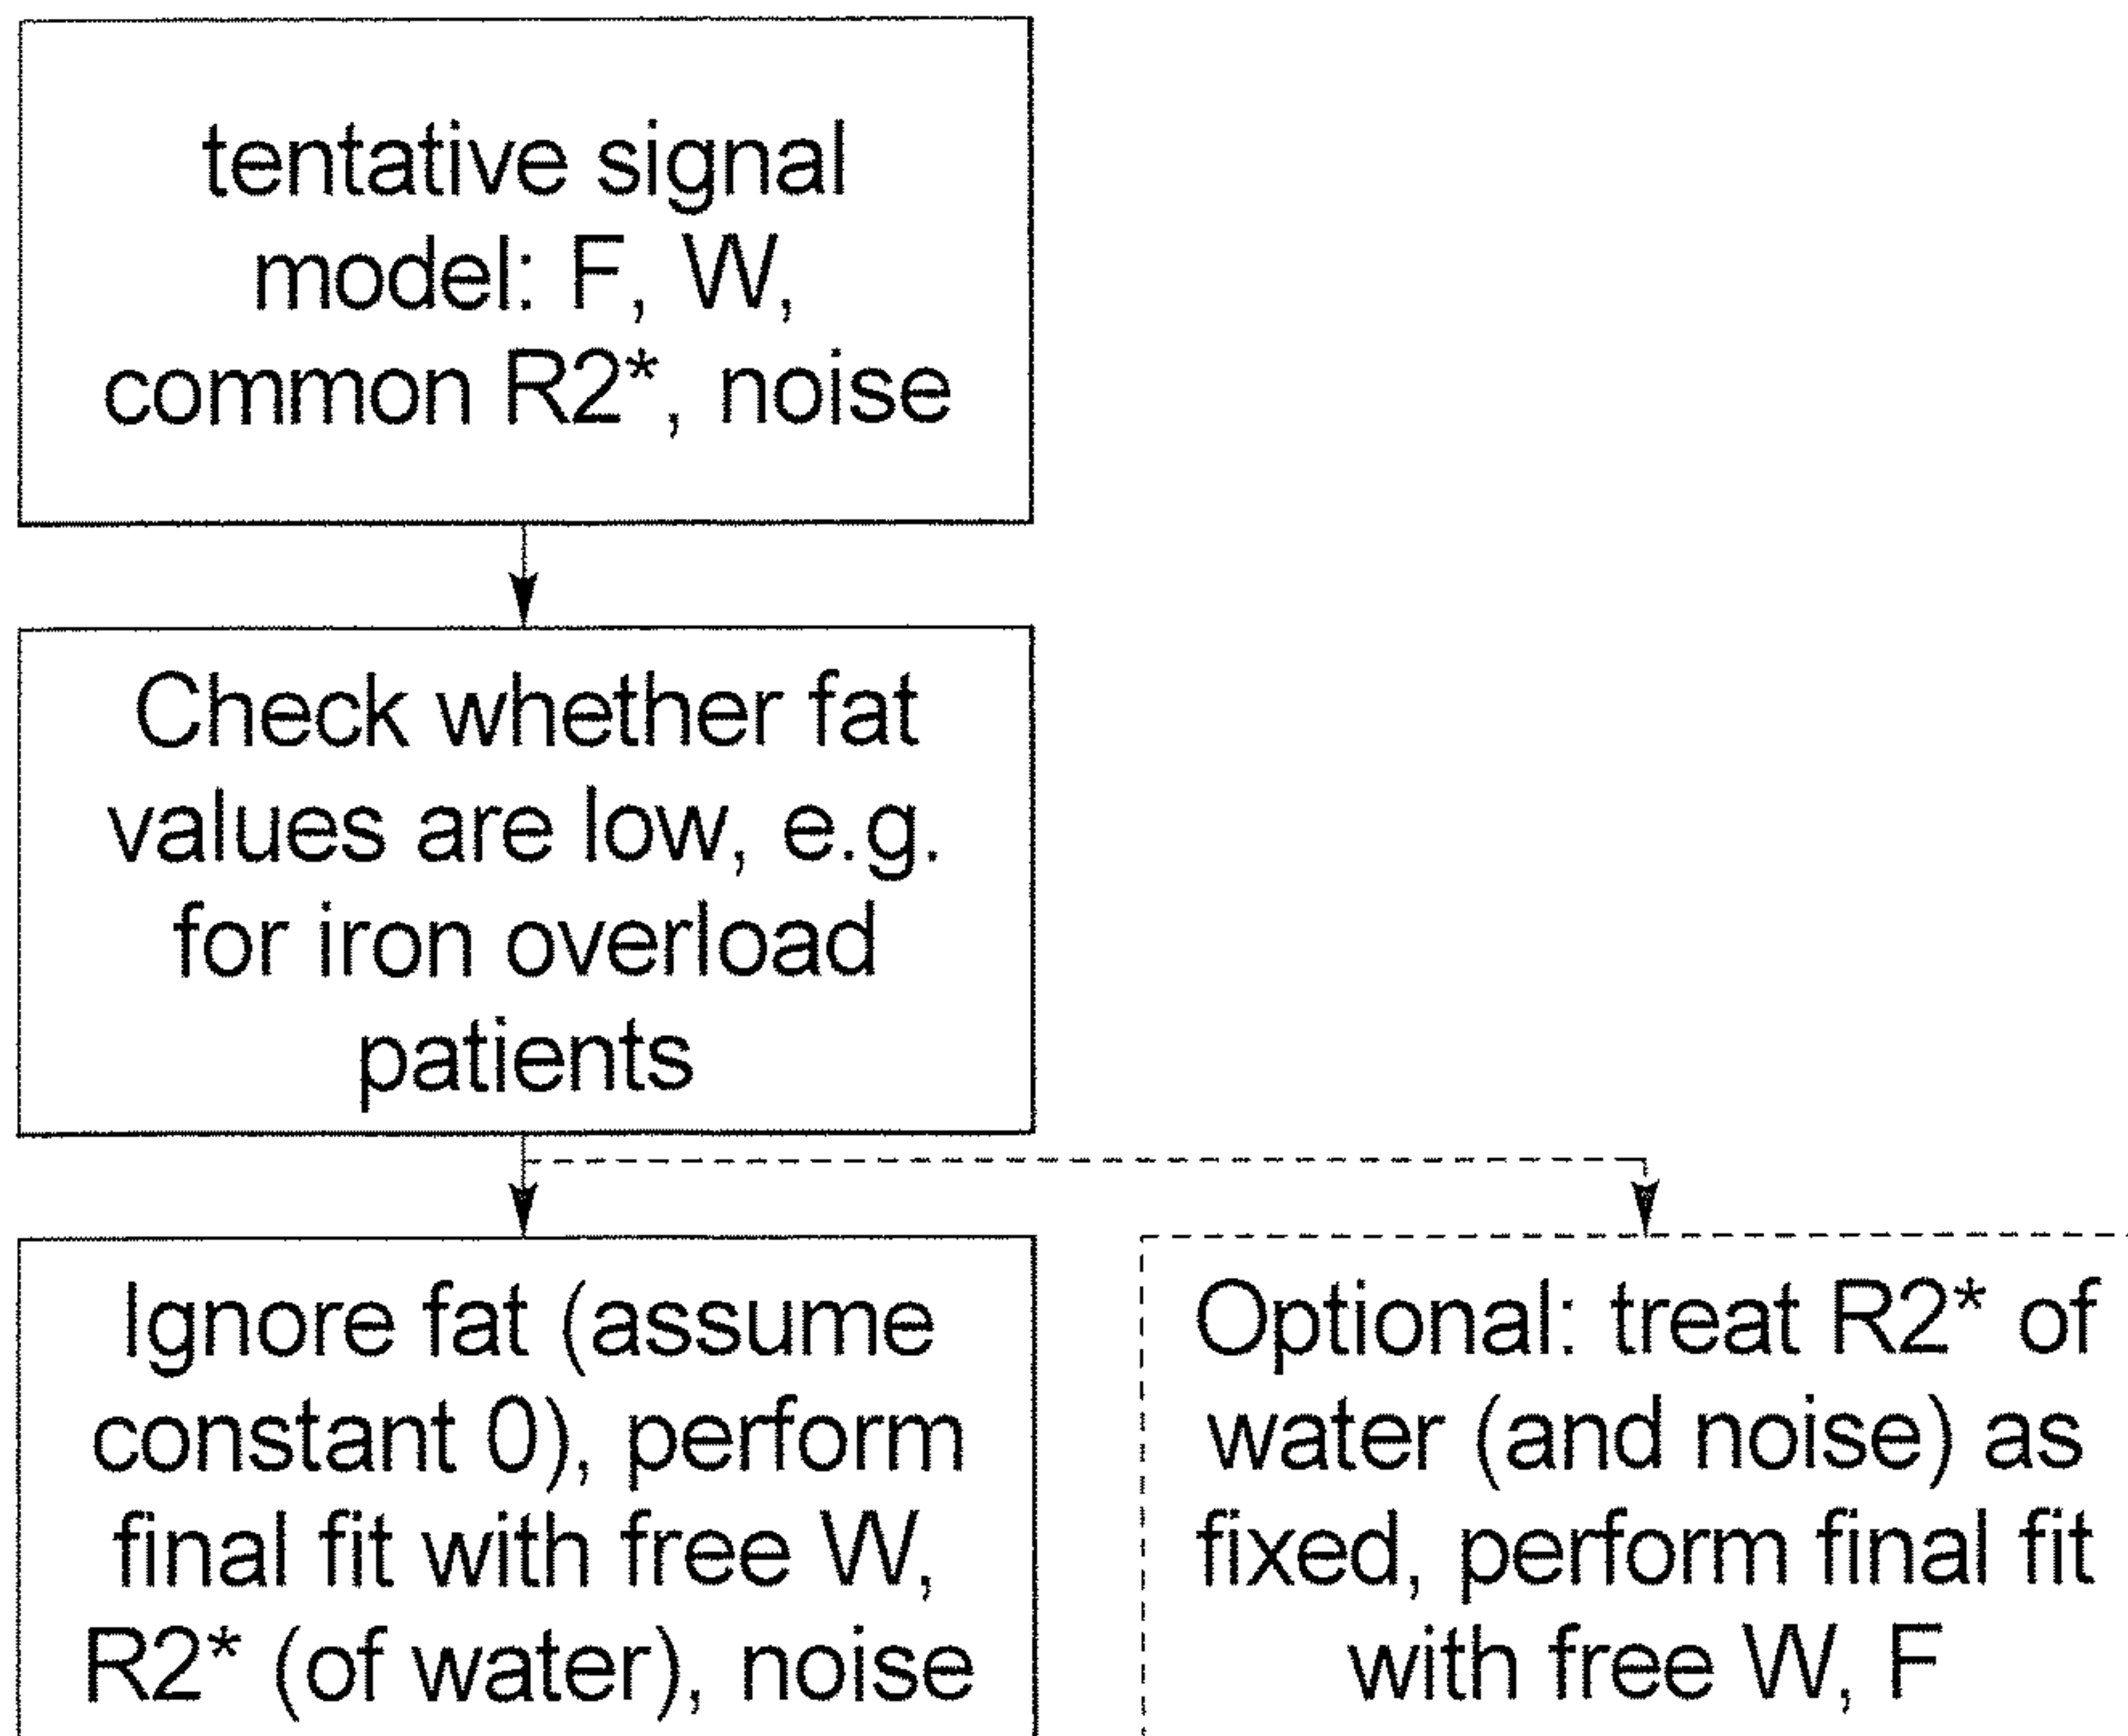 tentative signal
model: F, W,
common R2*, noise
Check whether fat
values are low, e.g.
for iron overload
patients
Ignore fat (assume
constant 0), perform
final fit with free W,
R2* (of water), noise
Optional: treat R2* of
water (and noise) as
fixed, perform final fit
with free W, F